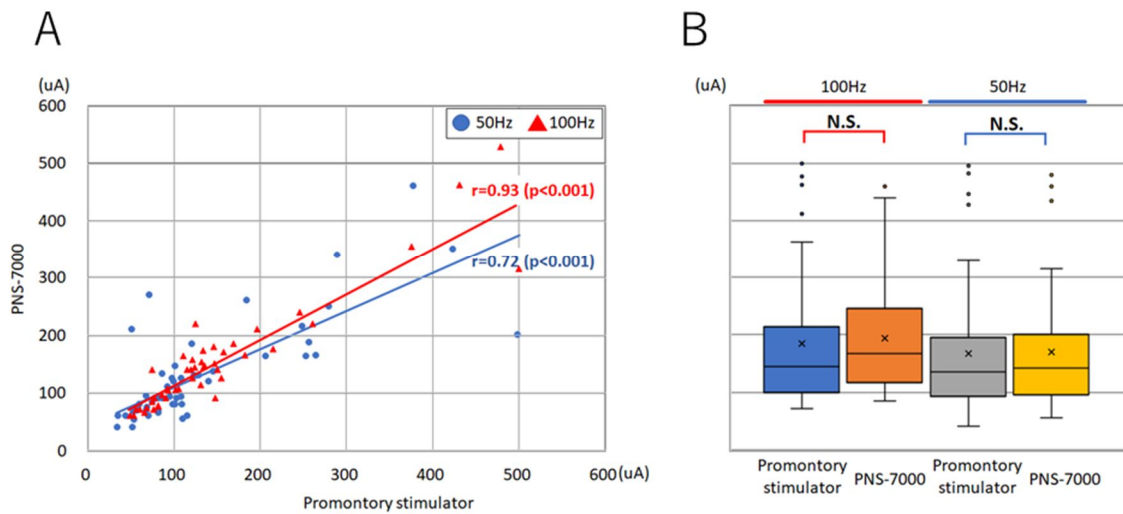 A
(uA)
600
500
400
300
200
100
0
PNS-7000
50Hz 100Hz
r=0.93 (p<0.001)
r=0.72 (p<0.001)
0 100 200 300 400 500 600 (uA)
Promontory stimulator
B
(uA)
100Hz 50Hz
N.S. N.S.
Promontory stimulator PNS-7000 Promontory stimulator PNS-7000